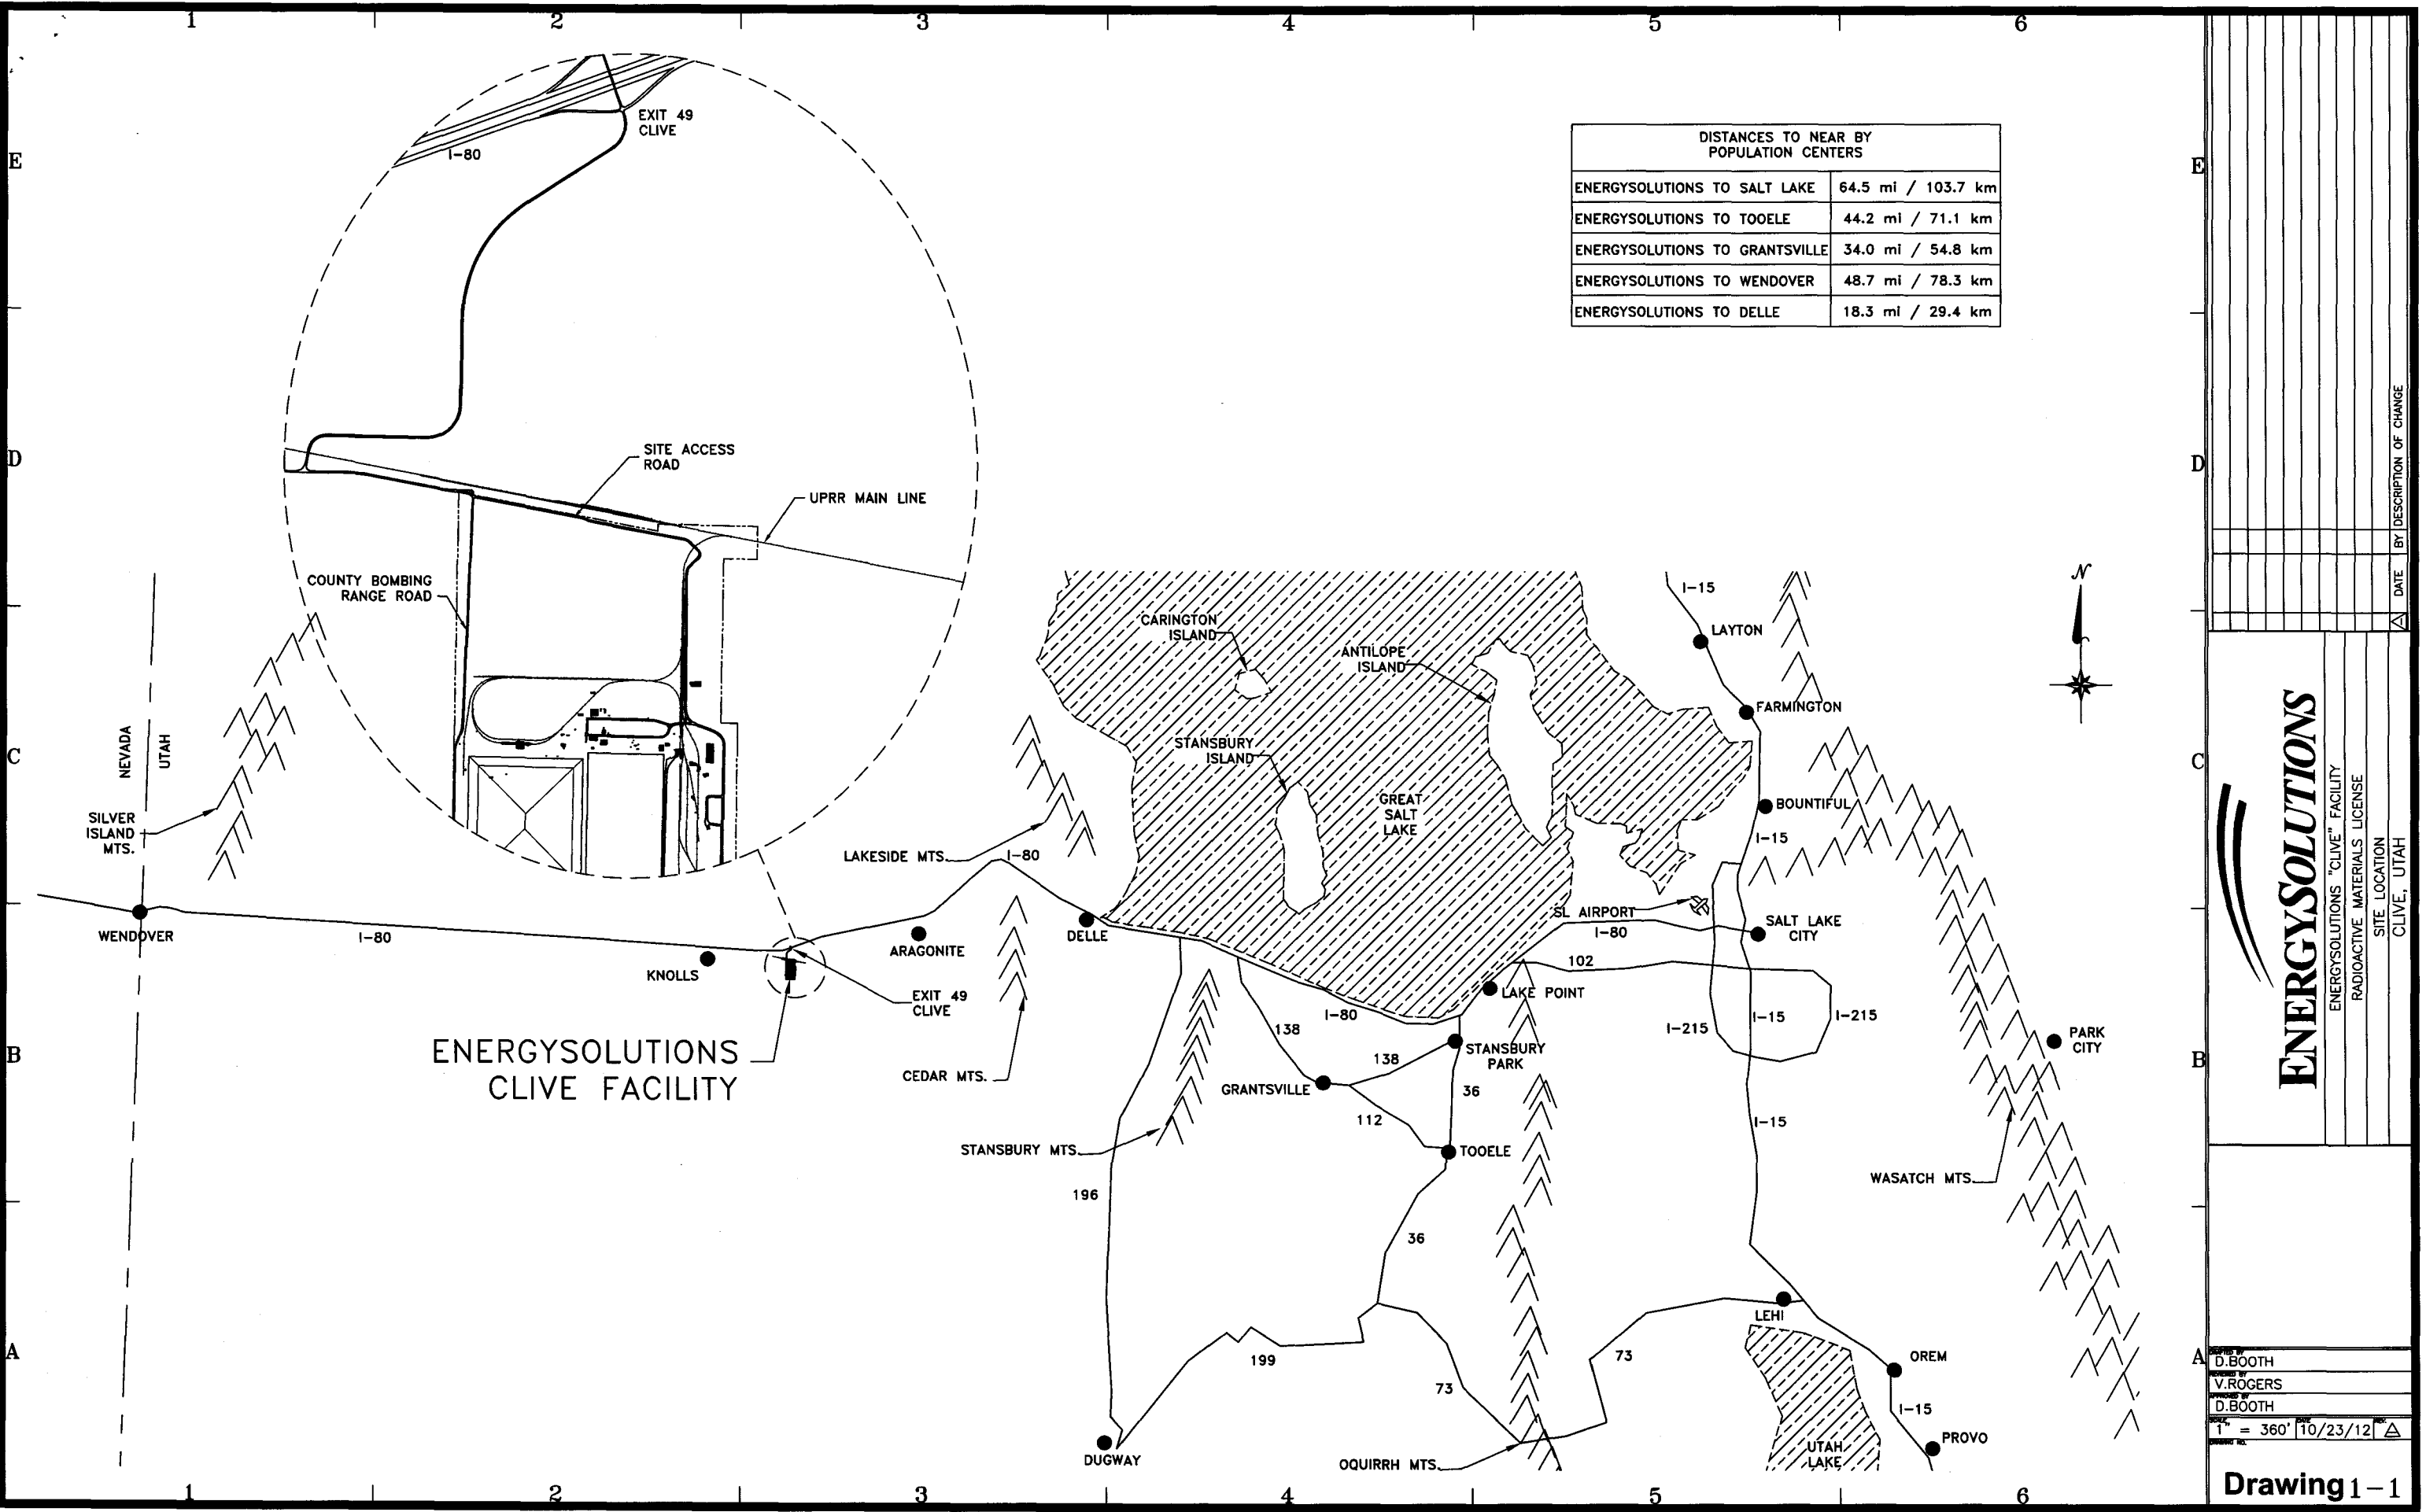 1 2 3 4 5 6
EXIT 49
CLIVE
I-80
DISTANCES TO NEAR BY
POPULATION CENTERS
ENERGYSOLUTIONS TO SALT LAKE 64.5 mi / 103.7 km
ENERGYSOLUTIONS TO TOOELE 44.2 mi / 71.1 km
ENERGYSOLUTIONS TO GRANTSVILLE 34.0 mi / 54.8 km
ENERGYSOLUTIONS TO WENDOVER 48.7 mi / 78.3 km
ENERGYSOLUTIONS TO DELLE 18.3 mi / 29.4 km
E
E
D
D
SITE ACCESS
ROAD
UPRR MAIN LINE
COUNTY BOMBING
RANGE ROAD
N
I-15
LAYTON
CARINGTON
ISLAND
ANTILOPE
ISLAND
FARMINGTON
STANSBURY
ISLAND
NEVADA
UTAH
C
C
GREAT
SALT
LAKE
BOUNTIFUL
I-15
SILVER
ISLAND
MTS.
LAKESIDE MTS.
I-80
WENDOVER
I-80
KNOLLS
ARAGONITE
DELLE
SL AIRPORT
I-80
SALT LAKE
CITY
102
EXIT 49
CLIVE
LAKE POINT
138
I-80
I-215
I-15
I-215
ENERGYSOLUTIONS
CLIVE FACILITY
B
B
CEDAR MTS.
STANSBURY
PARK
138
PARK
CITY
GRANTSVILLE
36
112
I-15
STANSBURY MTS.
TOOELE
WASATCH MTS.
196
36
LEHI
A
A
199
73
73
OREM
I-15
PROVO
DUGWAY
OQUIRRH MTS.
UTAH
LAKE
1 2 3 4 5 6
DATE BY DESCRIPTION OF CHANGE
ENERGYSOLUTIONS
ENERGYSOLUTIONS "CLIVE" FACILITY
RADIOACTIVE MATERIALS LICENSE
SITE LOCATION
CLIVE, UTAH
D.BOOTH
V.ROGERS
D.BOOTH
1" = 360' 10/23/12
Drawing 1-1